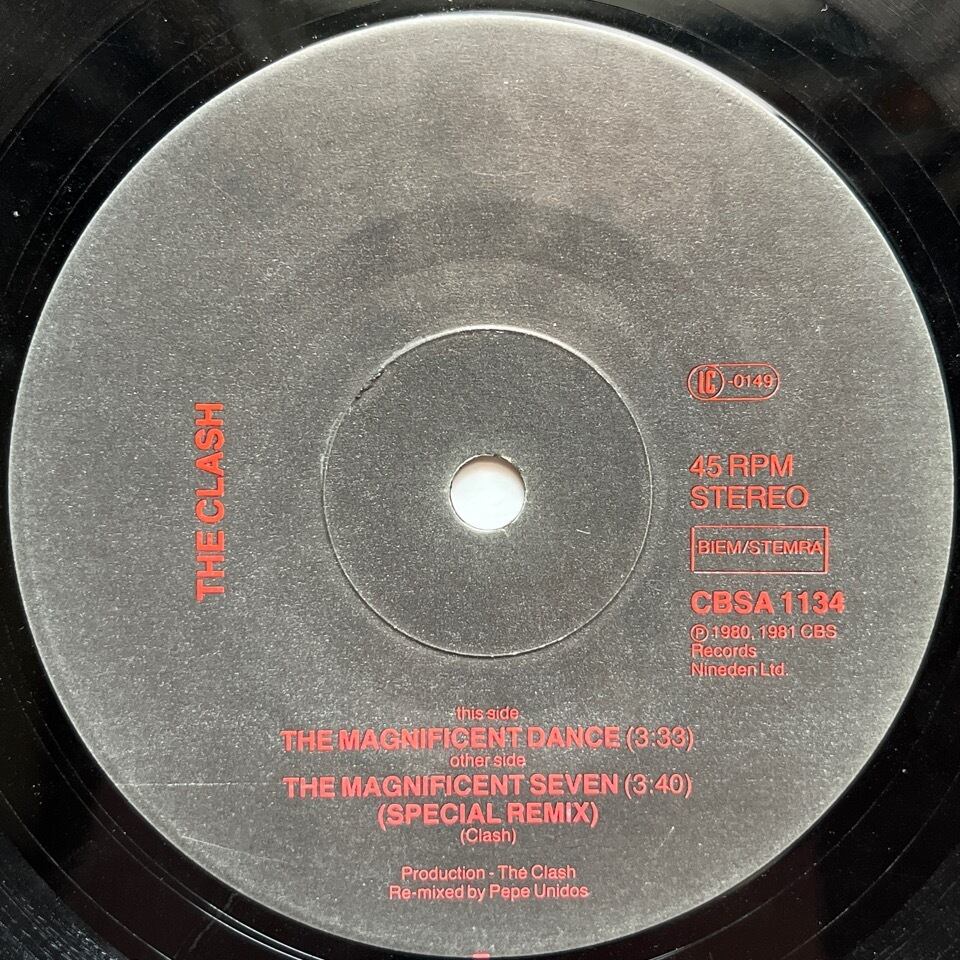 THE CLASH
LC -0149
45 RPM
STEREO
BIEM/STEMRA
CBSA 1134
Ⓟ 1980, 1981 CBS
Records
Nineden Ltd.
this side
THE MAGNIFICENT DANCE (3:33)
other side
THE MAGNIFICENT SEVEN (3:40)
(SPECIAL REMIX)
(Clash)
Production - The Clash
Re-mixed by Pepe Unidos